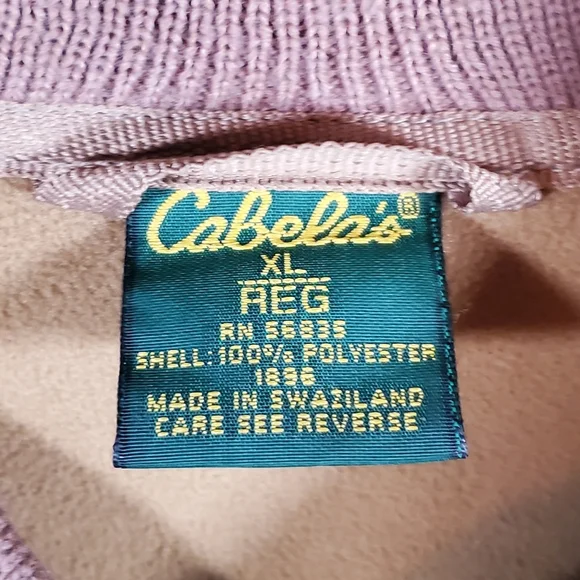 Cabela's®
XL
REG
RN 56835
SHELL: 100% POLYESTER
1896
MADE IN SWAZILAND
CARE SEE REVERSE